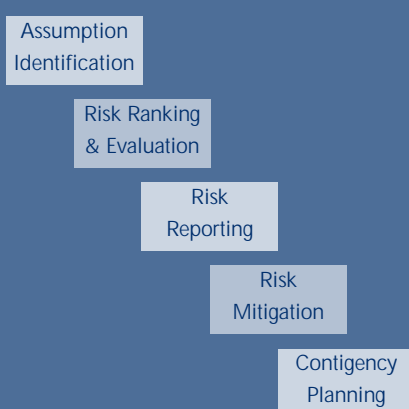 Assumption
Identification
Risk Ranking
& Evaluation
Risk
Reporting
Risk
Mitigation
Contigency
Planning